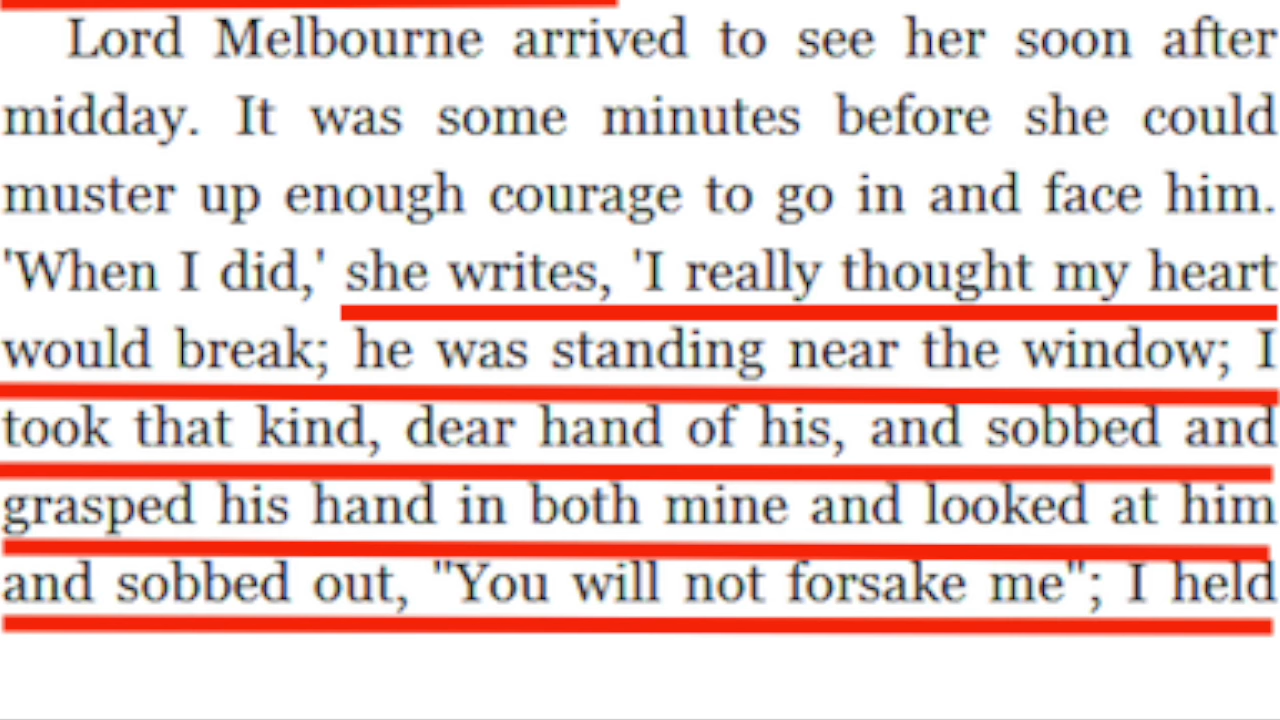 Lord Melbourne arrived to see her soon after
midday. It was some minutes before she could
muster up enough courage to go in and face him.
'When I did,' she writes, 'I really thought my heart
would break; he was standing near the window; I
took that kind, dear hand of his, and sobbed and
grasped his hand in both mine and looked at him
and sobbed out, "You will not forsake me"; I held